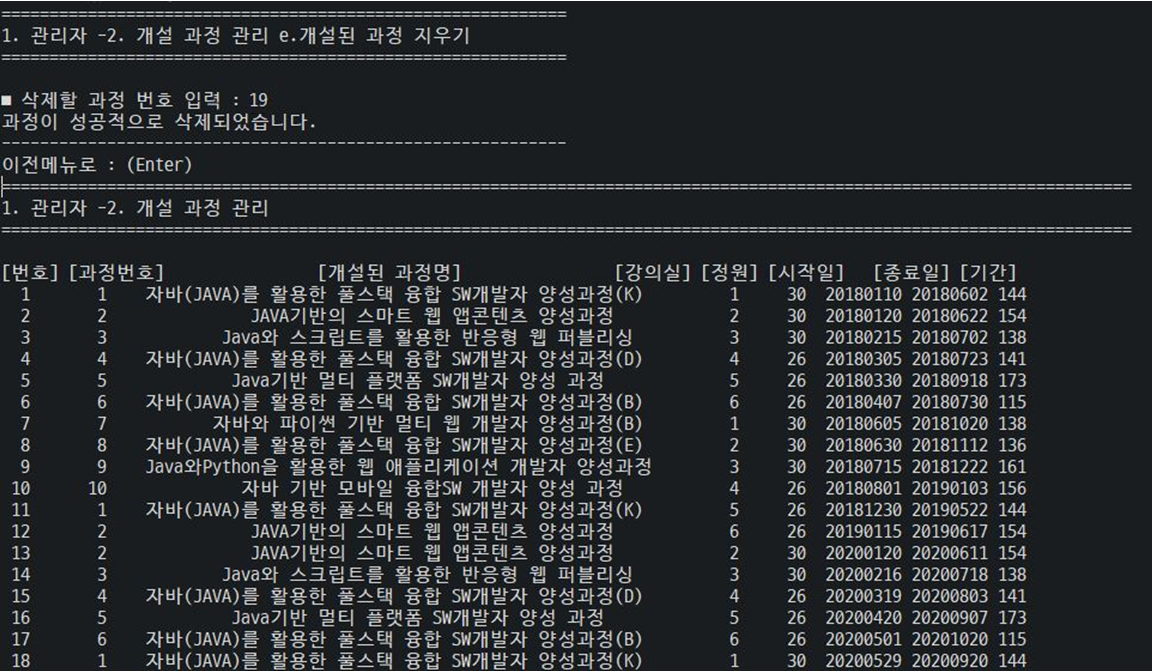 ============================================================
1. 관리자 -2. 개설 과정 관리 e.개설된 과정 지우기
============================================================
■ 삭제할 과정 번호 입력 : 19
과정이 성공적으로 삭제되었습니다.
------------------------------------------------------------
이전메뉴로 : (Enter)
========================================================================================================================
1. 관리자 -2. 개설 과정 관리
========================================================================================================================
[번호] [과정번호] [개설된 과정명] [강의실] [정원] [시작일] [종료일] [기간]
1 1 자바(JAVA)를 활용한 풀스택 융합 SW개발자 양성과정(K) 1 30 20180110 20180602 144
2 2 JAVA기반의 스마트 웹 앱콘텐츠 양성과정 2 30 20180120 20180622 154
3 3 Java와 스크립트를 활용한 반응형 웹 퍼블리싱 3 30 20180215 20180702 138
4 4 자바(JAVA)를 활용한 풀스택 융합 SW개발자 양성과정(D) 4 26 20180305 20180723 141
5 5 Java기반 멀티 플랫폼 SW개발자 양성 과정 5 26 20180330 20180918 173
6 6 자바(JAVA)를 활용한 풀스택 융합 SW개발자 양성과정(B) 6 26 20180407 20180730 115
7 7 자바와 파이썬 기반 멀티 웹 개발자 양성과정(B) 1 30 20180605 20181020 138
8 8 자바(JAVA)를 활용한 풀스택 융합 SW개발자 양성과정(E) 2 30 20180630 20181112 136
9 9 Java와Python을 활용한 웹 애플리케이션 개발자 양성과정 3 30 20180715 20181222 161
10 10 자바 기반 모바일 융합SW 개발자 양성 과정 4 26 20180801 20190103 156
11 1 자바(JAVA)를 활용한 풀스택 융합 SW개발자 양성과정(K) 5 26 20181230 20190522 144
12 2 JAVA기반의 스마트 웹 앱콘텐츠 양성과정 6 26 20190115 20190617 154
13 2 JAVA기반의 스마트 웹 앱콘텐츠 양성과정 2 30 20200120 20200611 154
14 3 Java와 스크립트를 활용한 반응형 웹 퍼블리싱 3 30 20200216 20200718 138
15 4 자바(JAVA)를 활용한 풀스택 융합 SW개발자 양성과정(D) 4 26 20200319 20200803 141
16 5 Java기반 멀티 플랫폼 SW개발자 양성 과정 5 26 20200420 20200907 173
17 6 자바(JAVA)를 활용한 풀스택 융합 SW개발자 양성과정(B) 6 26 20200501 20201020 115
18 1 자바(JAVA)를 활용한 풀스택 융합 SW개발자 양성과정(K) 1 30 20200529 20200920 144